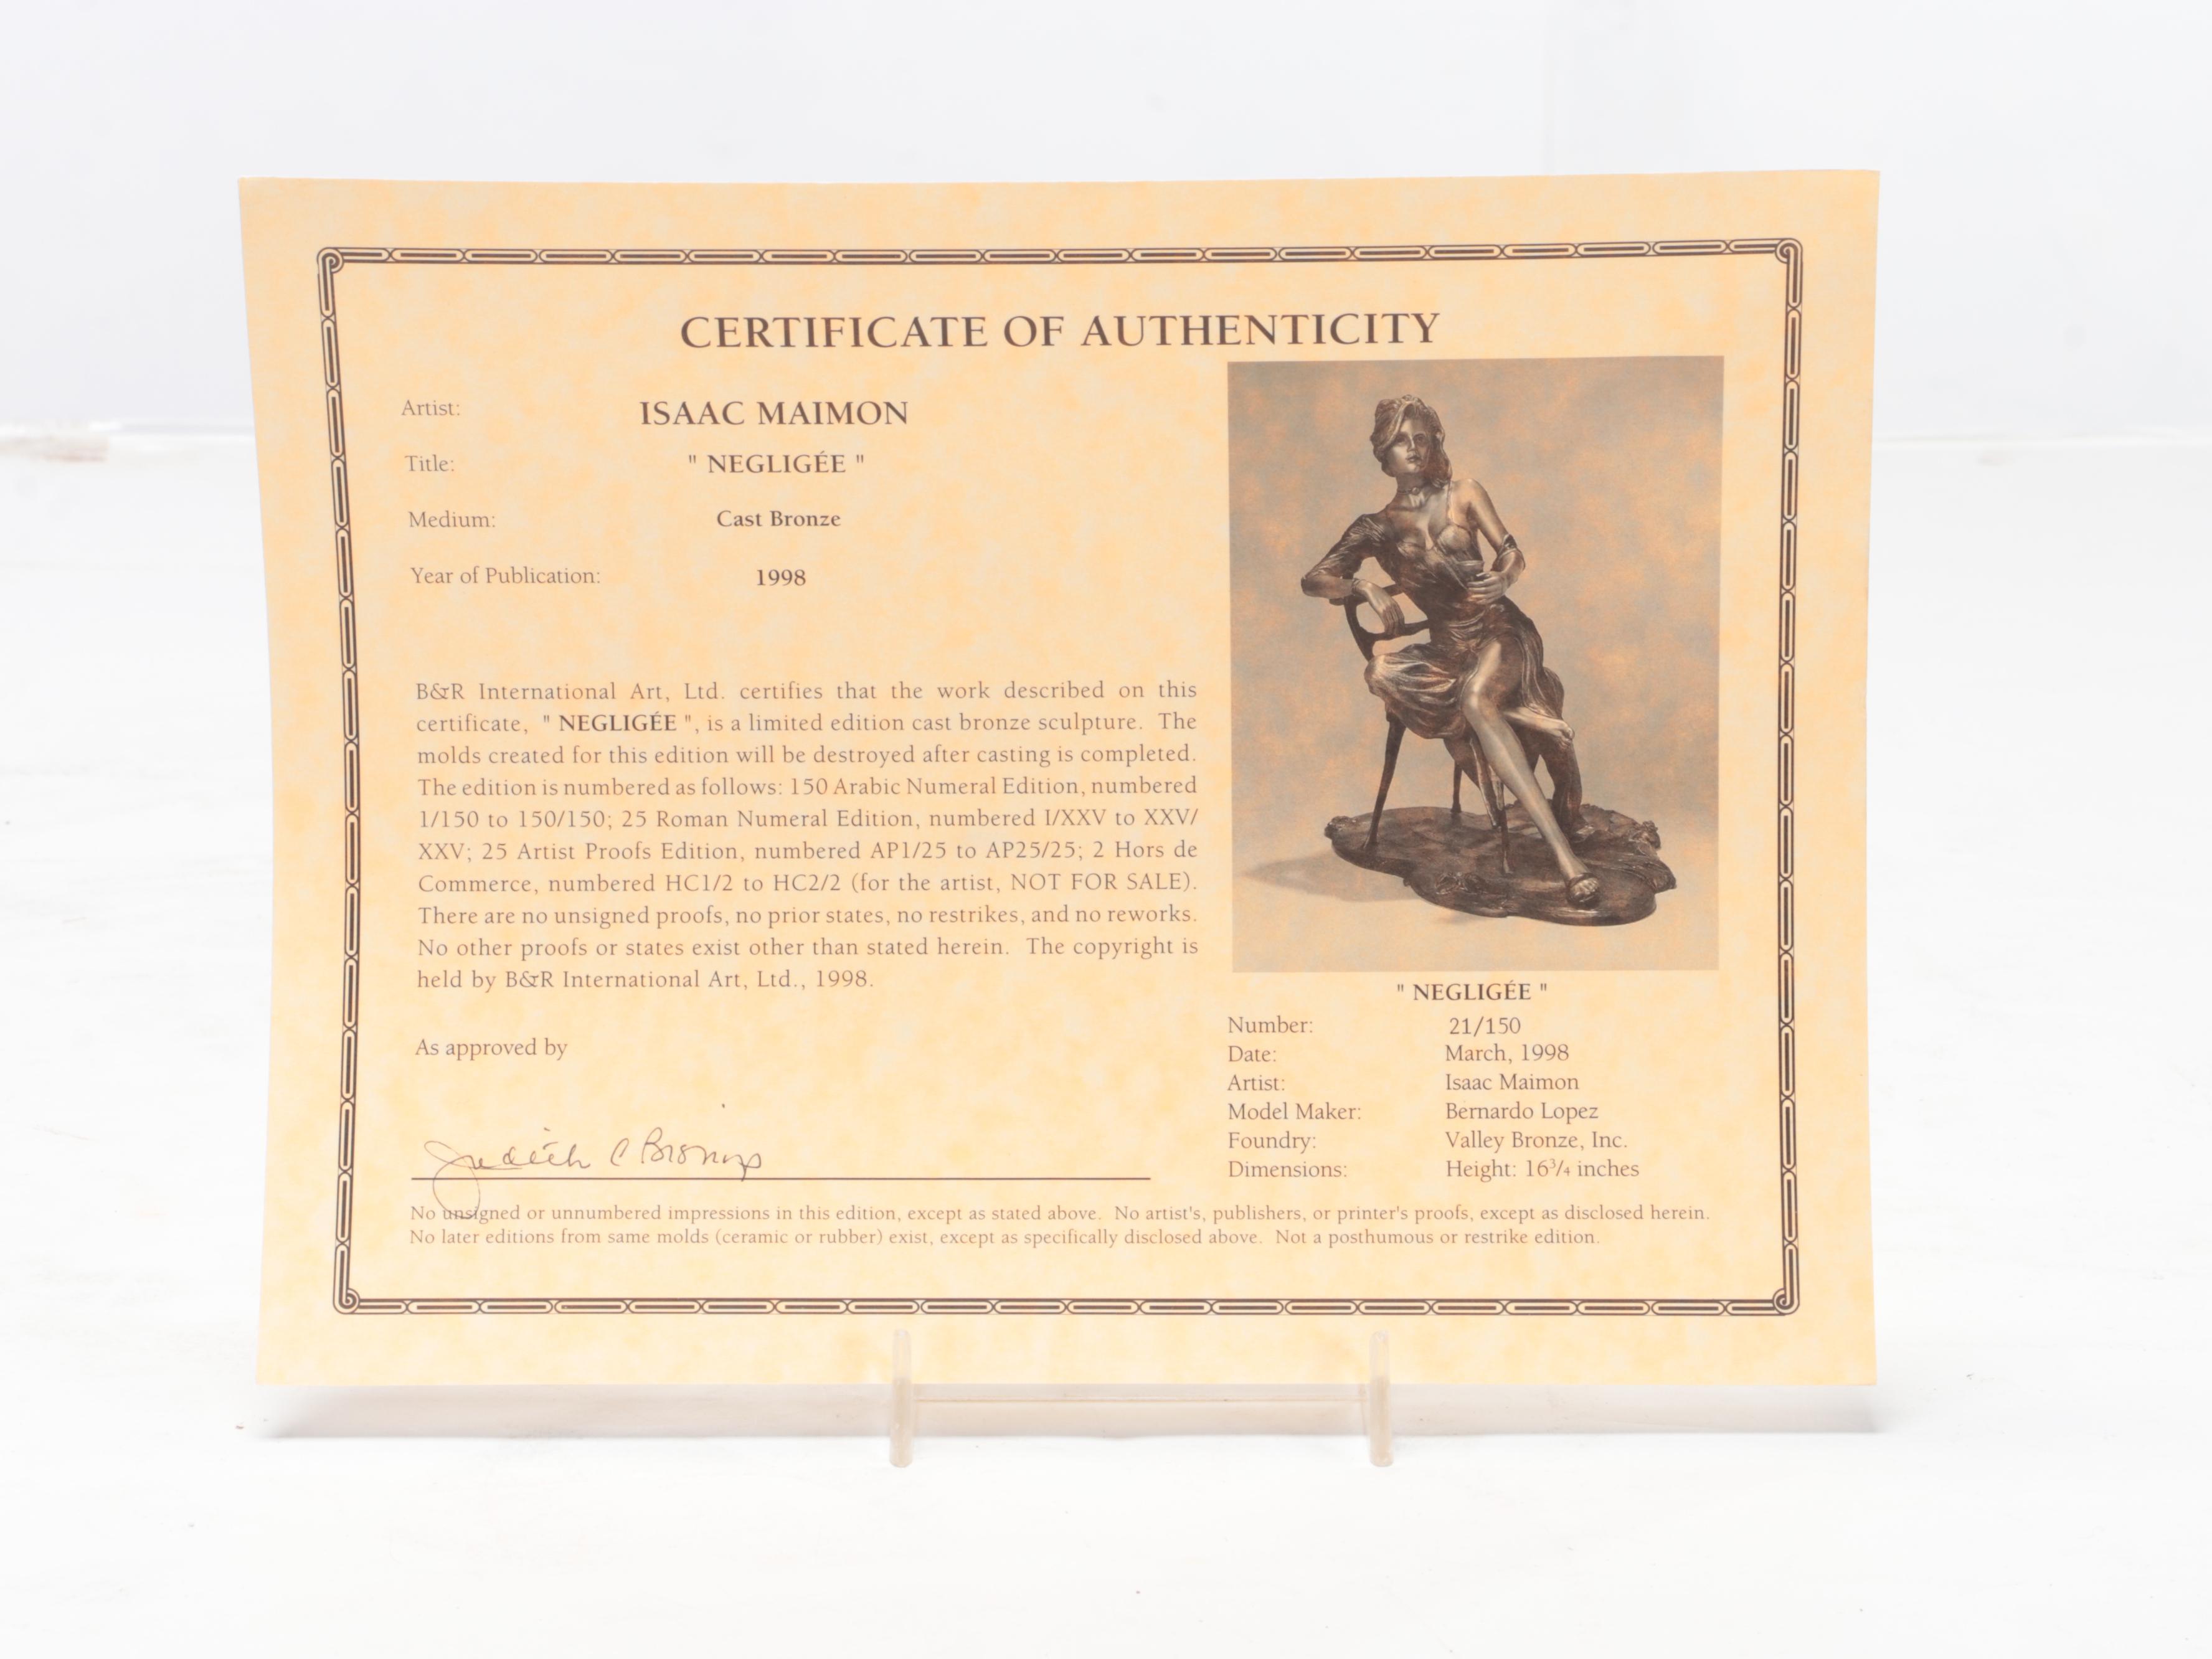 CERTIFICATE OF AUTHENTICITY
Artist: ISAAC MAIMON
Title: " NEGLIGÉE "
Medium: Cast Bronze
Year of Publication: 1998
B&R International Art, Ltd. certifies that the work described on this
certificate, " NEGLIGÉE ", is a limited edition cast bronze sculpture. The
molds created for this edition will be destroyed after casting is completed.
The edition is numbered as follows: 150 Arabic Numeral Edition, numbered
1/150 to 150/150; 25 Roman Numeral Edition, numbered I/XXV to XXV/
XXV; 25 Artist Proofs Edition, numbered AP1/25 to AP25/25; 2 Hors de
Commerce, numbered HC1/2 to HC2/2 (for the artist, NOT FOR SALE).
There are no unsigned proofs, no prior states, no restrikes, and no reworks.
No other proofs or states exist other than stated herein. The copyright is
held by B&R International Art, Ltd., 1998.
As approved by
Judith C
" NEGLIGÉE "
Number: 21/150
Date: March, 1998
Artist: Isaac Maimon
Model Maker: Bernardo Lopez
Foundry: Valley Bronze, Inc.
Dimensions: Height: 16¾ inches
No unsigned or unnumbered impressions in this edition, except as stated above. No artist's, publishers, or printer's proofs, except as disclosed herein.
No later editions from same molds (ceramic or rubber) exist, except as specifically disclosed above. Not a posthumous or restrike edition.